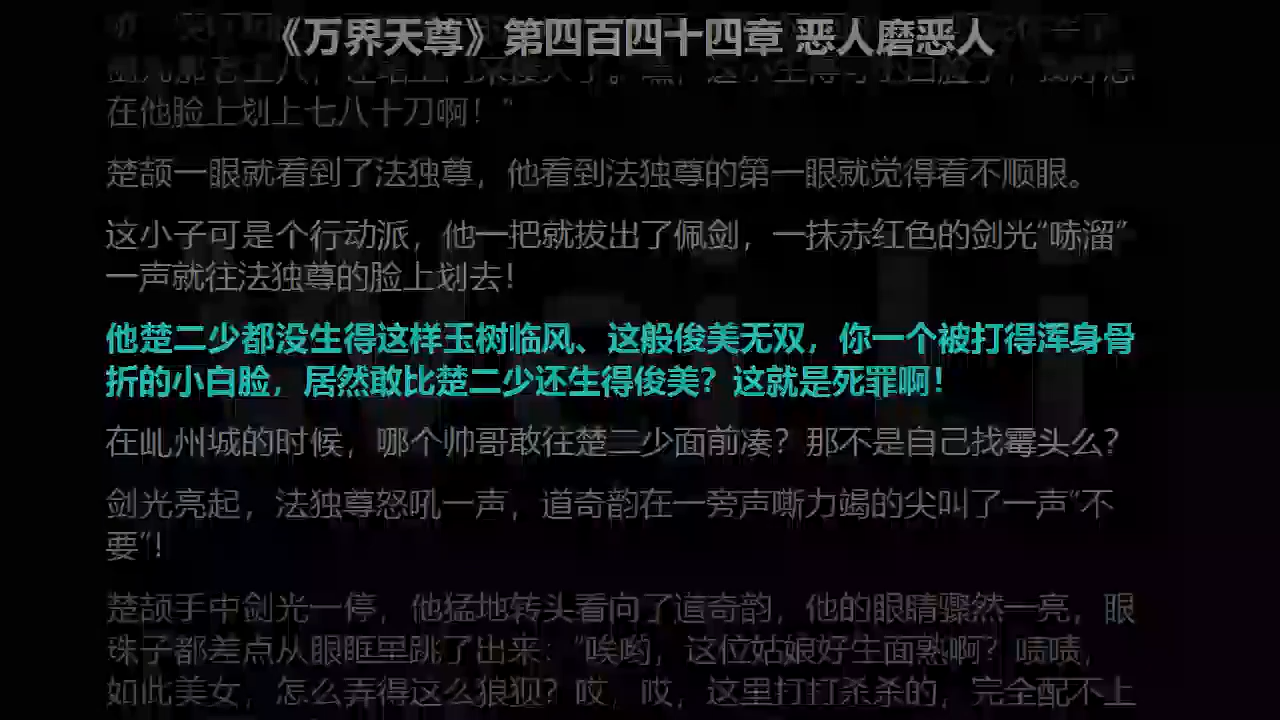 《万界天尊》第四百四十四章 恶人磨恶人
在他脸上划上七八十刀啊！”
楚颉一眼就看到了法独尊，他看到法独尊的第一眼就觉得看不顺眼。
这小子可是个行动派，他一把就拔出了佩剑，一抹赤红色的剑光“哧溜”
一声就往法独尊的脸上划去！
他楚二少都没生得这样玉树临风、这般俊美无双，你一个被打得浑身骨
折的小白脸，居然敢比楚二少还生得俊美？这就是死罪啊！
在乢州城的时候，哪个帅哥敢往楚二少面前凑？那不是自己找霉头么？
剑光亮起，法独尊怒吼一声，道奇韵在一旁声嘶力竭的尖叫了一声“不
要”！
楚颉手中剑光一停，他猛地转头看向了道奇韵，他的眼睛骤然一亮，眼
珠子都差点从眼眶里跳了出来：“唉哟，这位姑娘好生面熟啊？啧啧，
如此美女，怎么弄得这么狼狈？哎，哎，这里打打杀杀的，完全配不上